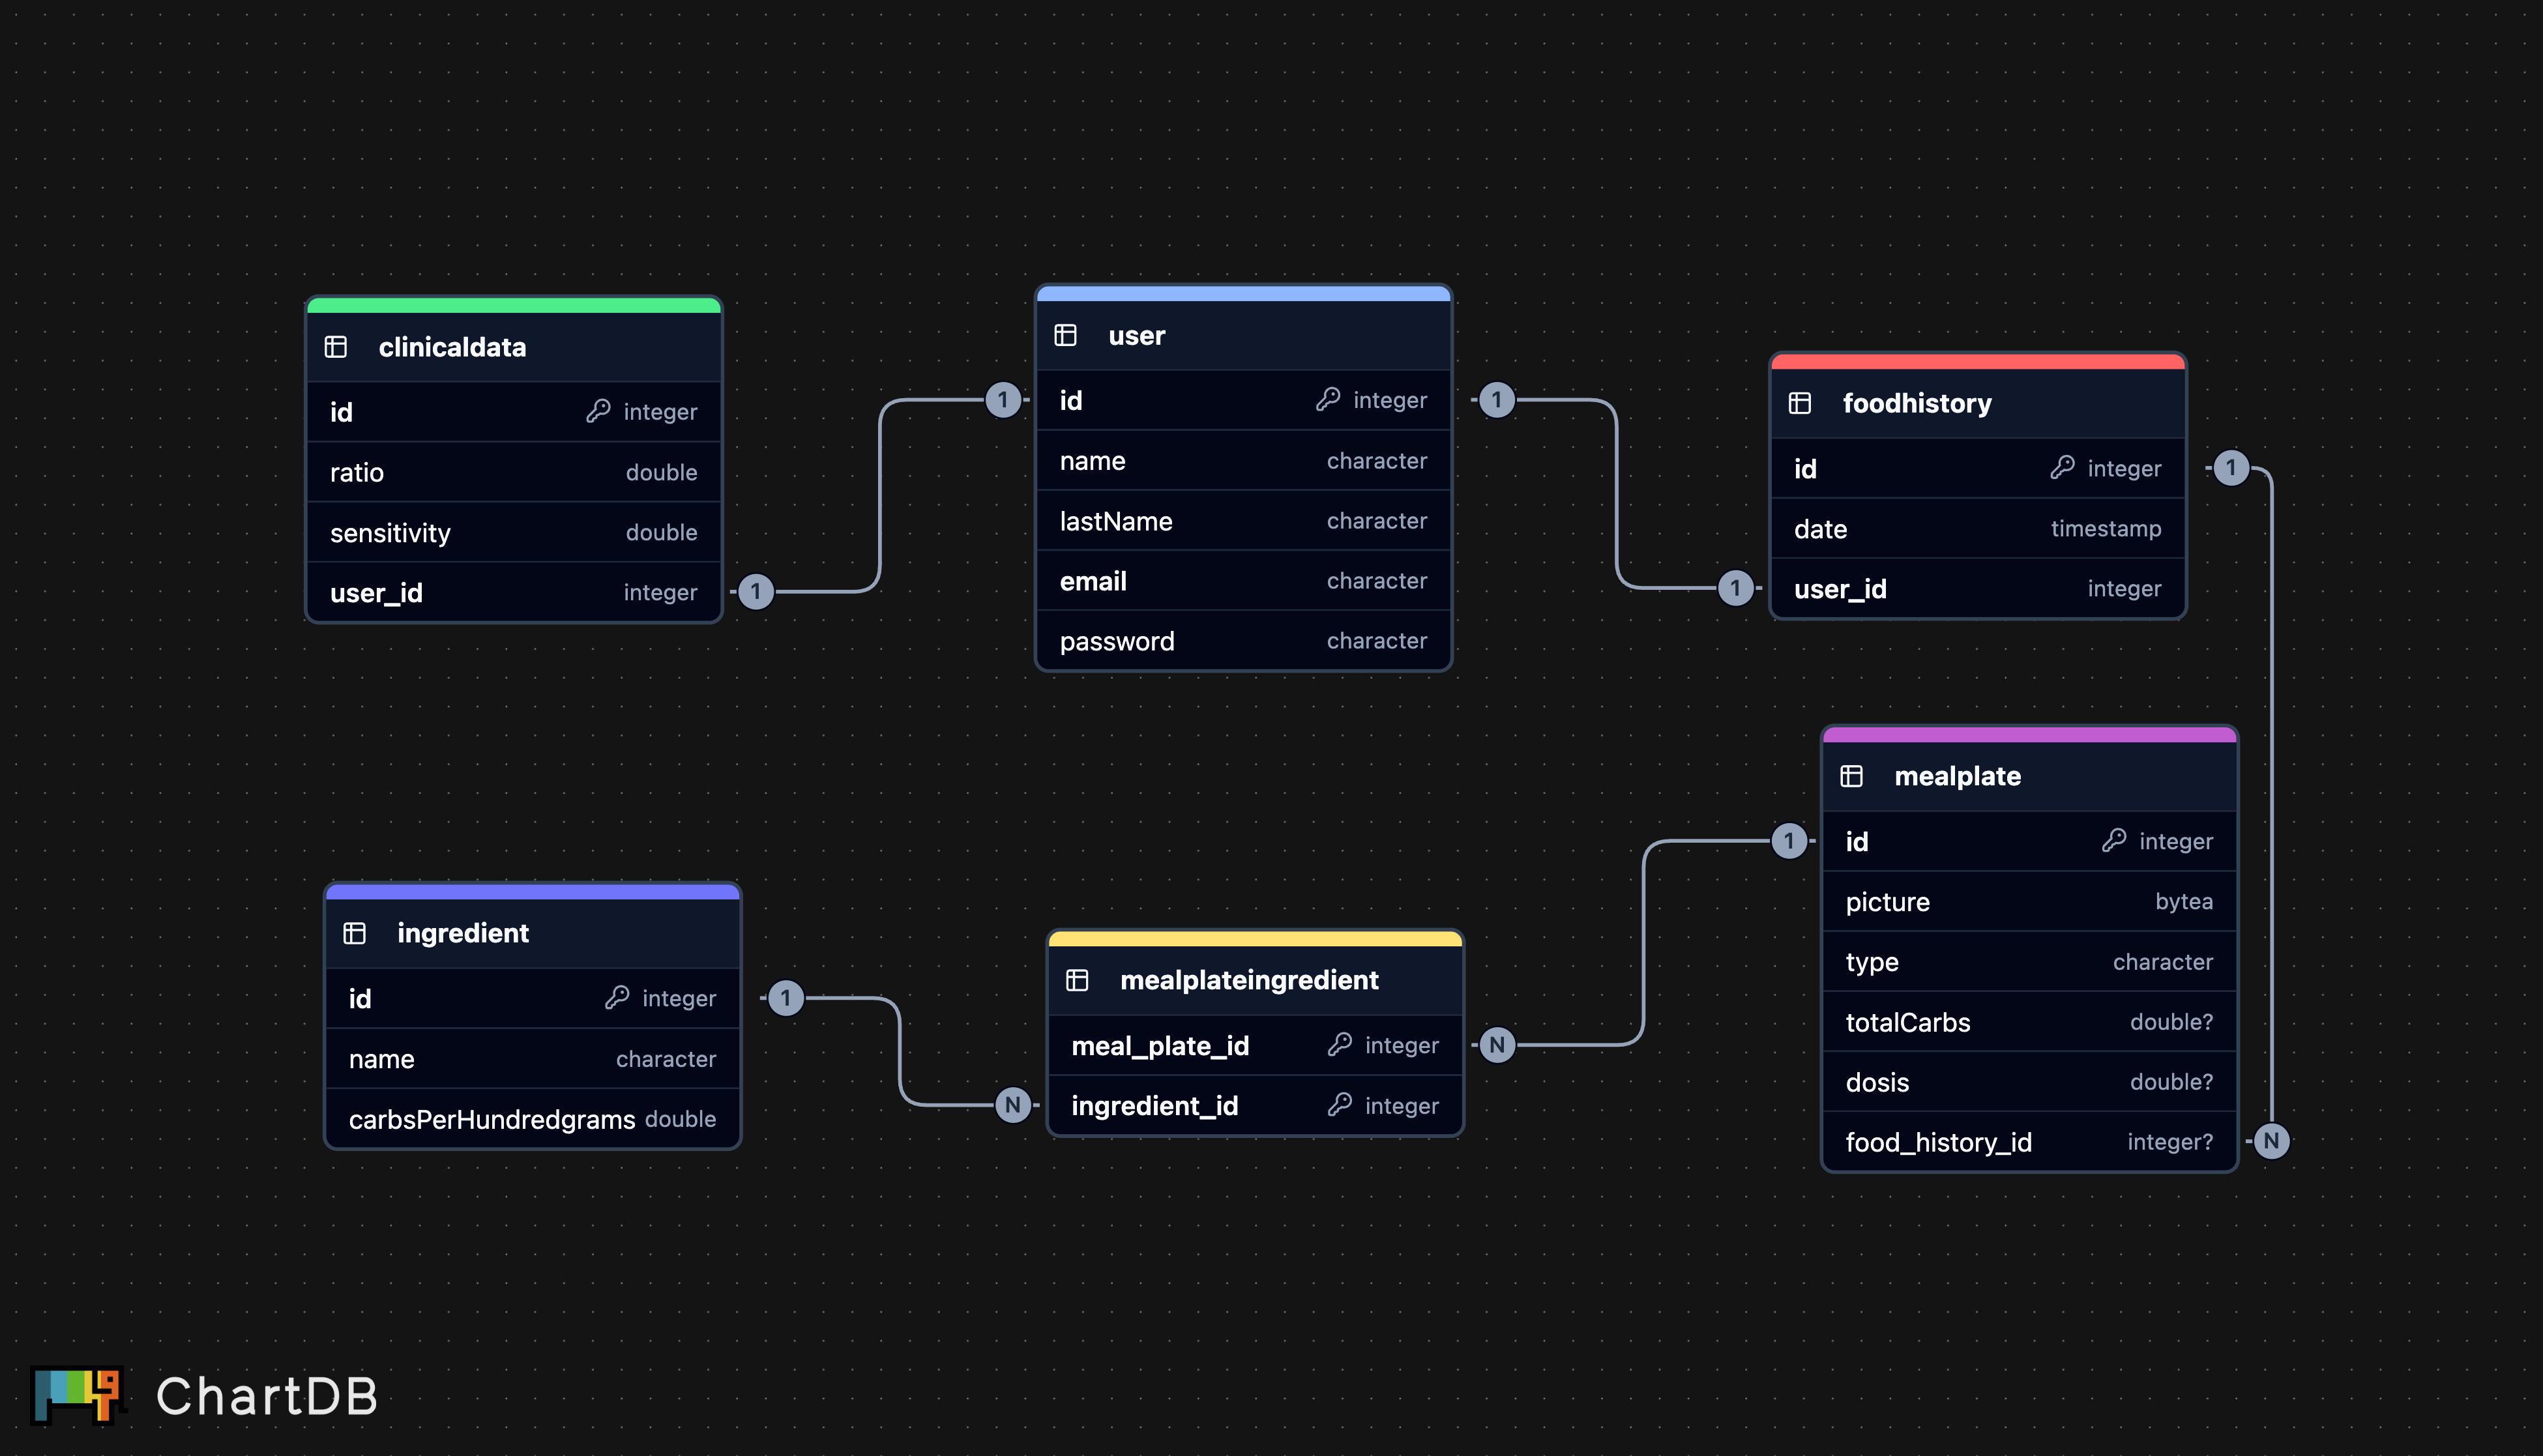 clinicaldata
id integer
ratio double
sensitivity double
user_id integer
1
1
user
id integer
name character
lastName character
email character
password character
1
1
foodhistory
id integer
date timestamp
user_id integer
1
N
mealplate
id integer
picture bytea
type character
totalCarbs double?
dosis double?
food_history_id integer?
1
N
ingredient
id integer
name character
carbsPerHundredgrams double
1
N
mealplateingredient
meal_plate_id integer
ingredient_id integer
ChartDB